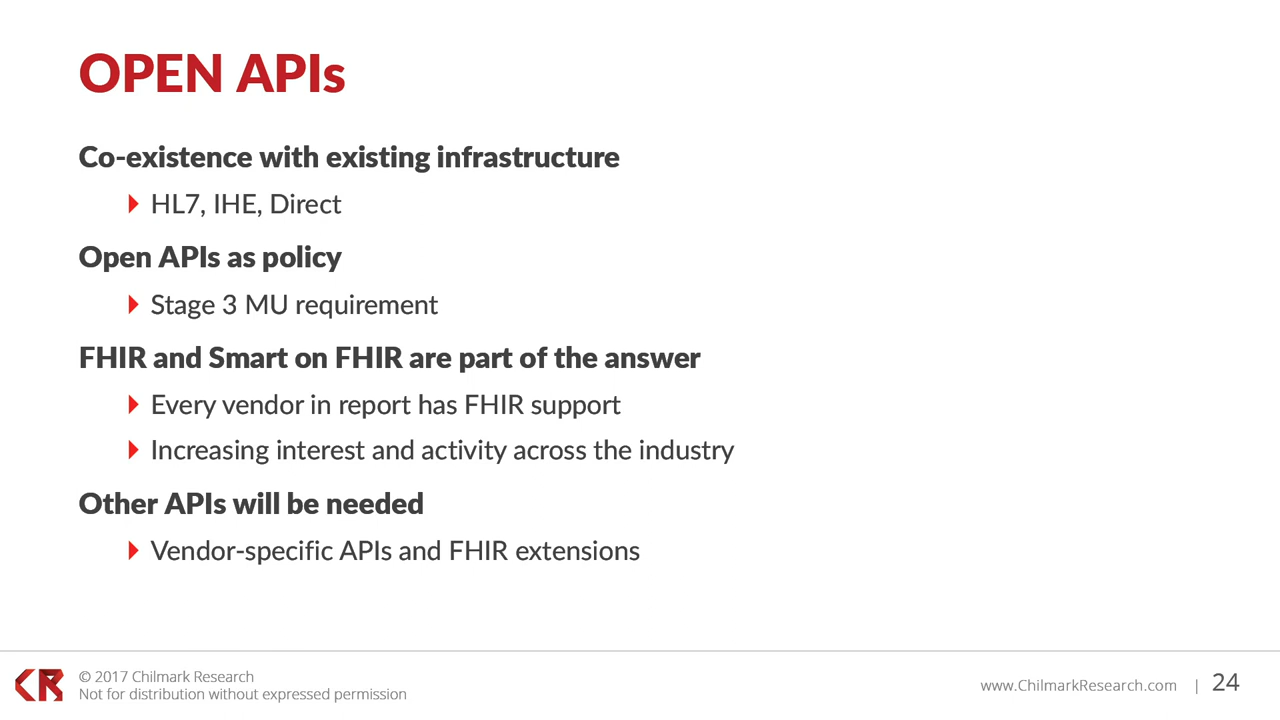 OPEN APIs
Co-existence with existing infrastructure
HL7, IHE, Direct
Open APIs as policy
Stage 3 MU requirement
FHIR and Smart on FHIR are part of the answer
Every vendor in report has FHIR support
Increasing interest and activity across the industry
Other APIs will be needed
Vendor-specific APIs and FHIR extensions
CR
© 2017 Chilmark Research
Not for distribution without expressed permission
www.ChilmarkResearch.com | 24